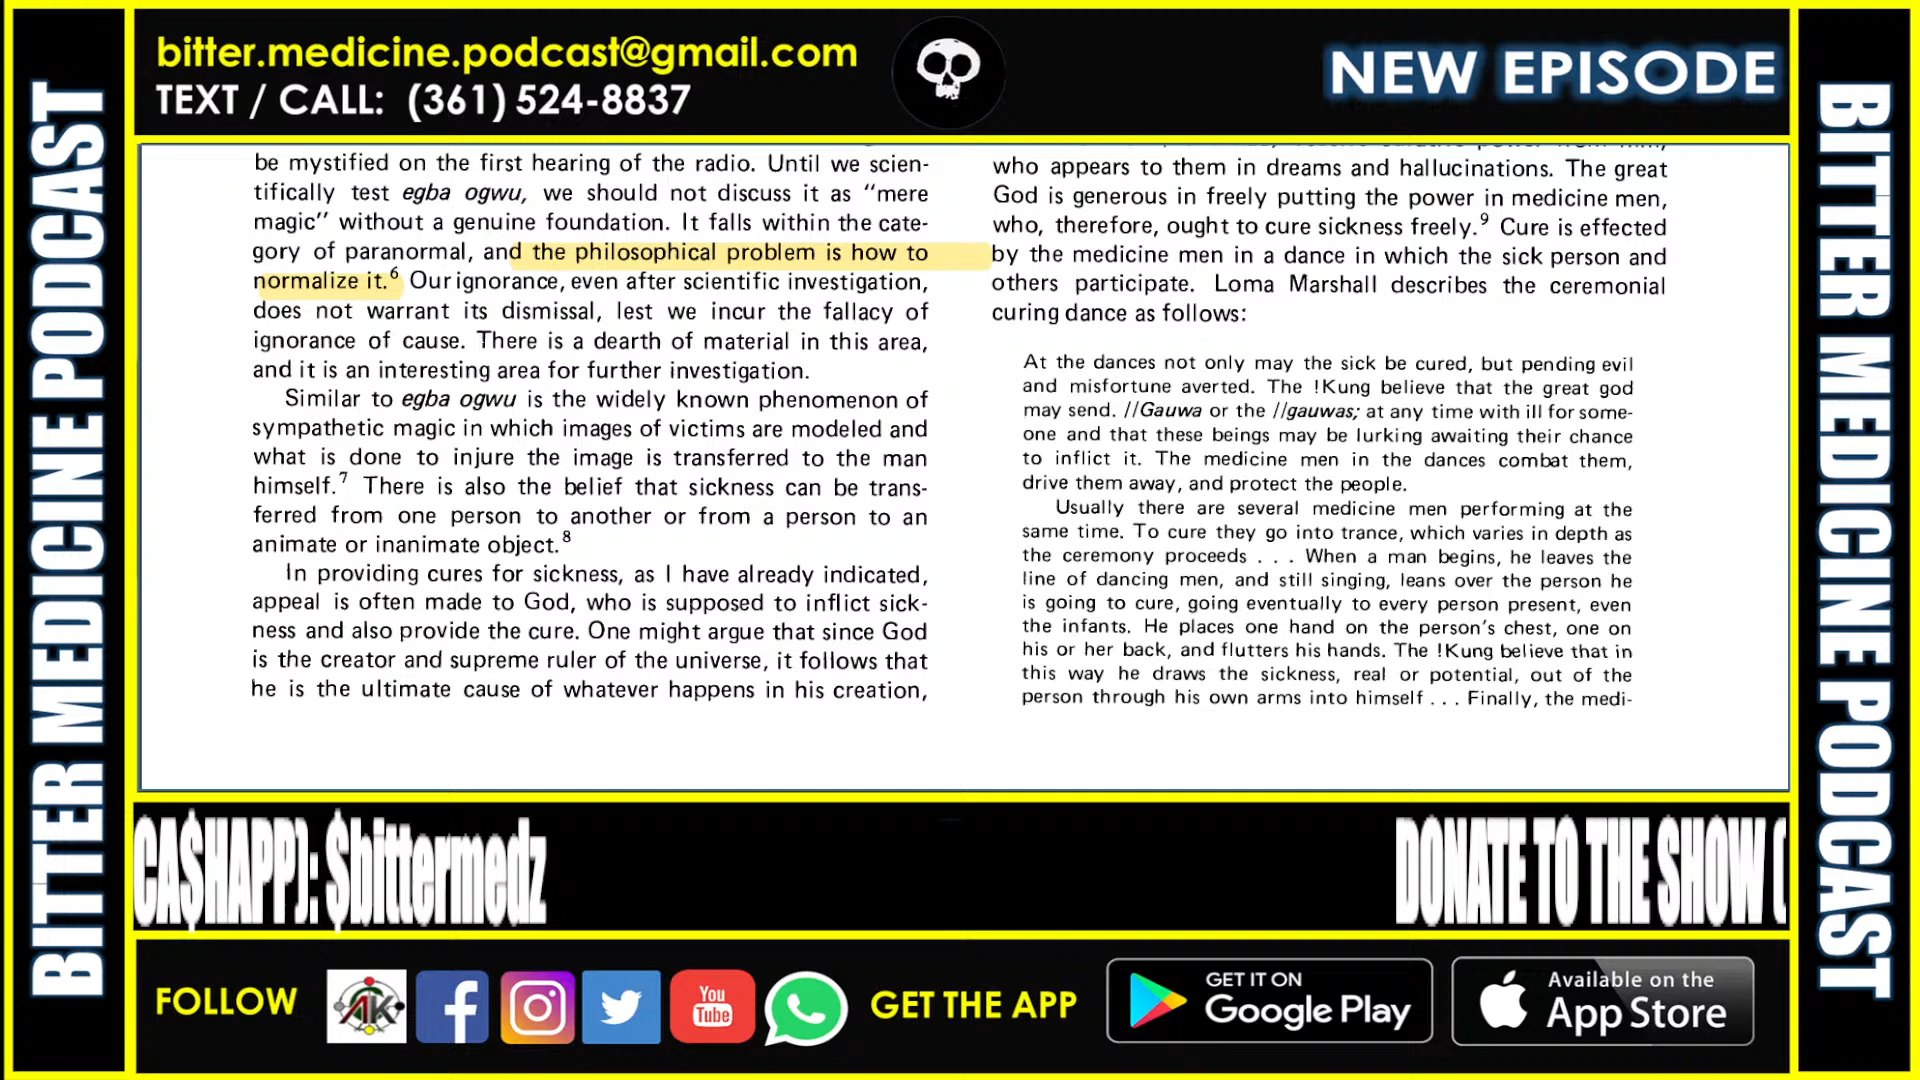 bitter.medicine.podcast@gmail.com
TEXT / CALL: (361) 524-8837
NEW EPISODE
BITTER MEDICINE PODCAST
be mystified on the first hearing of the radio. Until we scien-
tifically test egba ogwu, we should not discuss it as “mere
magic” without a genuine foundation. It falls within the cate-
gory of paranormal, and the philosophical problem is how to
normalize it.6 Our ignorance, even after scientific investigation,
does not warrant its dismissal, lest we incur the fallacy of
ignorance of cause. There is a dearth of material in this area,
and it is an interesting area for further investigation.
Similar to egba ogwu is the widely known phenomenon of
sympathetic magic in which images of victims are modeled and
what is done to injure the image is transferred to the man
himself.7 There is also the belief that sickness can be trans-
ferred from one person to another or from a person to an
animate or inanimate object.8
In providing cures for sickness, as I have already indicated,
appeal is often made to God, who is supposed to inflict sick-
ness and also provide the cure. One might argue that since God
is the creator and supreme ruler of the universe, it follows that
he is the ultimate cause of whatever happens in his creation,
who appears to them in dreams and hallucinations. The great
God is generous in freely putting the power in medicine men,
who, therefore, ought to cure sickness freely.9 Cure is effected
by the medicine men in a dance in which the sick person and
others participate. Loma Marshall describes the ceremonial
curing dance as follows:
At the dances not only may the sick be cured, but pending evil
and misfortune averted. The !Kung believe that the great god
may send. //Gauwa or the //gauwas; at any time with ill for some-
one and that these beings may be lurking awaiting their chance
to inflict it. The medicine men in the dances combat them,
drive them away, and protect the people.
Usually there are several medicine men performing at the
same time. To cure they go into trance, which varies in depth as
the ceremony proceeds . . . When a man begins, he leaves the
line of dancing men, and still singing, leans over the person he
is going to cure, going eventually to every person present, even
the infants. He places one hand on the person’s chest, one on
his or her back, and flutters his hands. The !Kung believe that in
this way he draws the sickness, real or potential, out of the
person through his own arms into himself . . . Finally, the medi-
BITTER MEDICINE PODCAST
CA$HAPP): $bittermedz
DONATE TO THE SHOW (
FOLLOW
AK
You
Tube
GET THE APP
GET IT ON
Google Play
Available on the
App Store